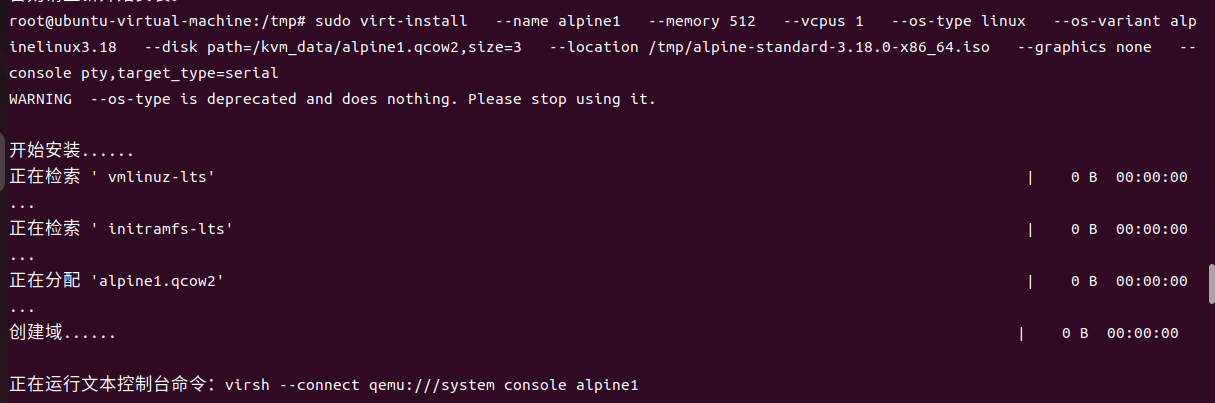 root@ubuntu-virtual-machine:/tmp# sudo virt-install   --name alpine1   --memory 512   --vcpus 1   --os-type linux   --os-variant alp
inelinux3.18   --disk path=/kvm_data/alpine1.qcow2,size=3   --location /tmp/alpine-standard-3.18.0-x86_64.iso   --graphics none   --
console pty,target_type=serial
WARNING  --os-type is deprecated and does nothing. Please stop using it.
开始安装......
正在检索 ' vmlinuz-lts' |    0 B  00:00:00
...
正在检索 ' initramfs-lts' |    0 B  00:00:00
...
正在分配 'alpine1.qcow2' |    0 B  00:00:00
...
创建域...... |    0 B  00:00:00
正在运行文本控制台命令：virsh --connect qemu:///system console alpine1